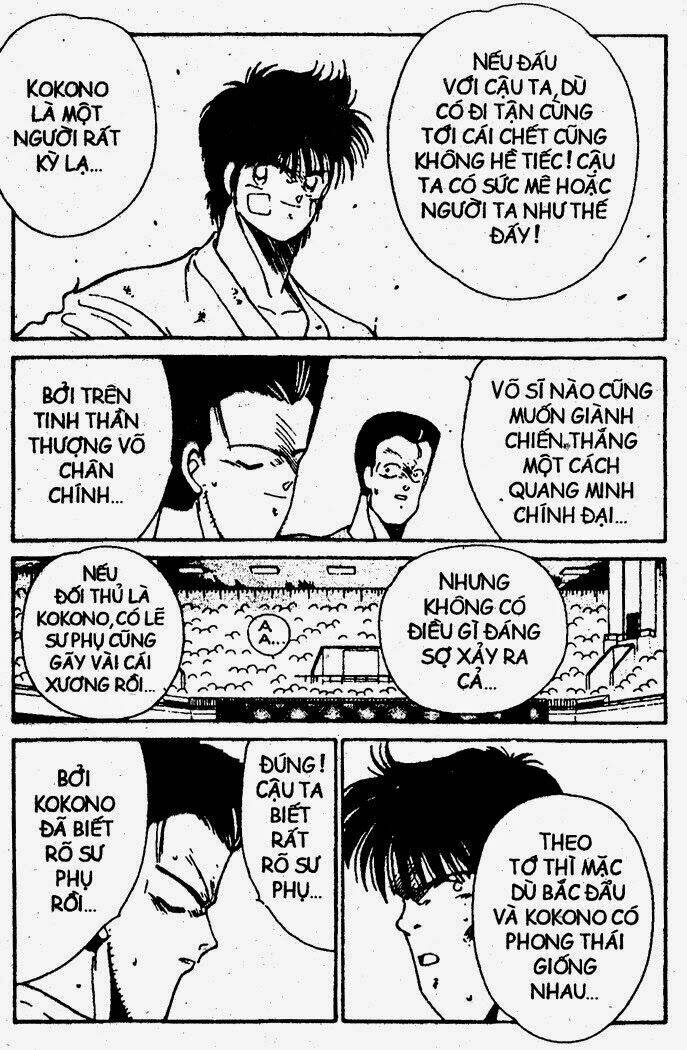 KOKONO
LÀ MỘT
NGƯỜI RẤT
KỲ LẠ...
NẾU ĐẤU
VỚI CẬU TA, DÙ
CÓ ĐI TẬN CÙNG
TỚI CÁI CHẾT CŨNG
KHÔNG HỀ TIẾC! CẬU
TA CÓ SỨC MÊ HOẶC
NGƯỜI TA NHƯ THẾ
ĐẤY!
BỞI TRÊN
TINH THẦN
THƯỢNG VÕ
CHÂN
CHÍNH...
VÕ SĨ NÀO CŨNG
MUỐN GIÀNH
CHIẾN THẮNG
MỘT CÁCH
QUANG MINH
CHÍNH ĐẠI...
NẾU
ĐỐI THỦ LÀ
KOKONO, CÓ LẼ
SƯ PHỤ CŨNG
GÃY VÀI CÁI
XƯƠNG RỒI...
A
A...
NHƯNG
KHÔNG CÓ
ĐIỀU GÌ ĐÁNG
SỢ XẢY RA
CẢ...
BỞI
KOKONO
ĐÃ BIẾT
RÕ SƯ
PHỤ
RỒI...
ĐÚNG!
CẬU TA
BIẾT
RẤT
RÕ SƯ
PHỤ...
THEO
TỚ THÌ MẶC
DÙ BẮC ĐẨU
VÀ KOKONO CÓ
PHONG THÁI
GIỐNG
NHAU...